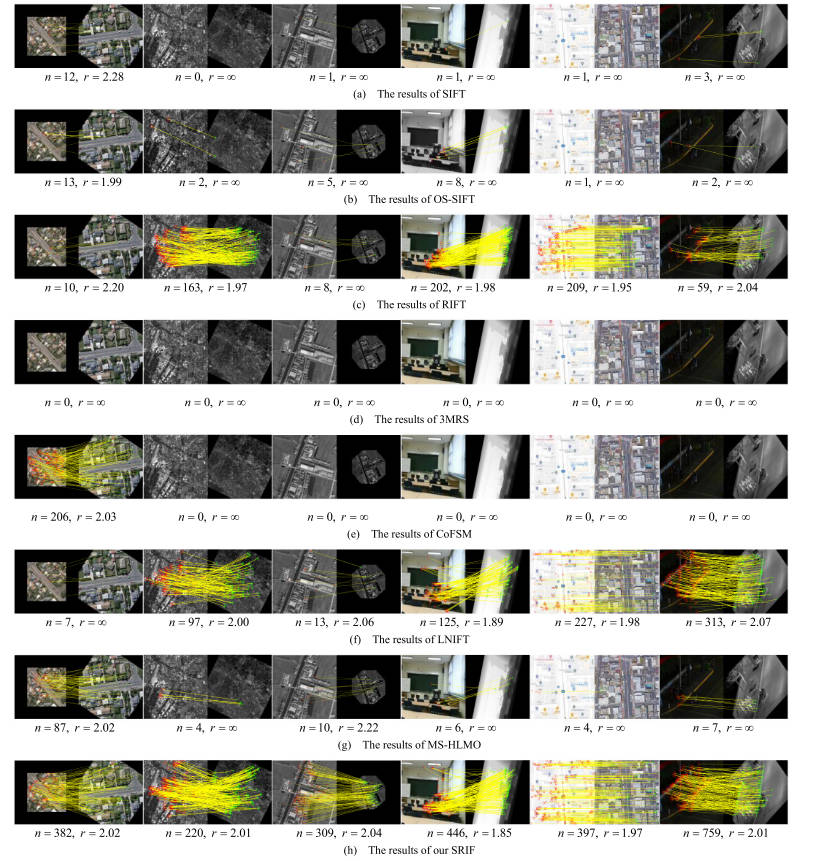 n = 12, r = 2.28 n = 0, r = ∞ n = 1, r = ∞ n = 1, r = ∞ n = 1, r = ∞ n = 3, r = ∞
(a) The results of SIFT
n = 13, r = 1.99 n = 2, r = ∞ n = 5, r = ∞ n = 8, r = ∞ n = 1, r = ∞ n = 2, r = ∞
(b) The results of OS-SIFT
n = 10, r = 2.20 n = 163, r = 1.97 n = 8, r = ∞ n = 202, r = 1.98 n = 209, r = 1.95 n = 59, r = 2.04
(c) The results of RIFT
n = 0, r = ∞ n = 0, r = ∞ n = 0, r = ∞ n = 0, r = ∞ n = 0, r = ∞ n = 0, r = ∞
(d) The results of 3MRS
n = 206, r = 2.03 n = 0, r = ∞ n = 0, r = ∞ n = 0, r = ∞ n = 0, r = ∞ n = 0, r = ∞
(e) The results of CoFSM
n = 7, r = ∞ n = 97, r = 2.00 n = 13, r = 2.06 n = 125, r = 1.89 n = 227, r = 1.98 n = 313, r = 2.07
(f) The results of LNIFT
n = 87, r = 2.02 n = 4, r = ∞ n = 10, r = 2.22 n = 6, r = ∞ n = 4, r = ∞ n = 7, r = ∞
(g) The results of MS-HLMO
n = 382, r = 2.02 n = 220, r = 2.01 n = 309, r = 2.04 n = 446, r = 1.85 n = 397, r = 1.97 n = 759, r = 2.01
(h) The results of our SRIF